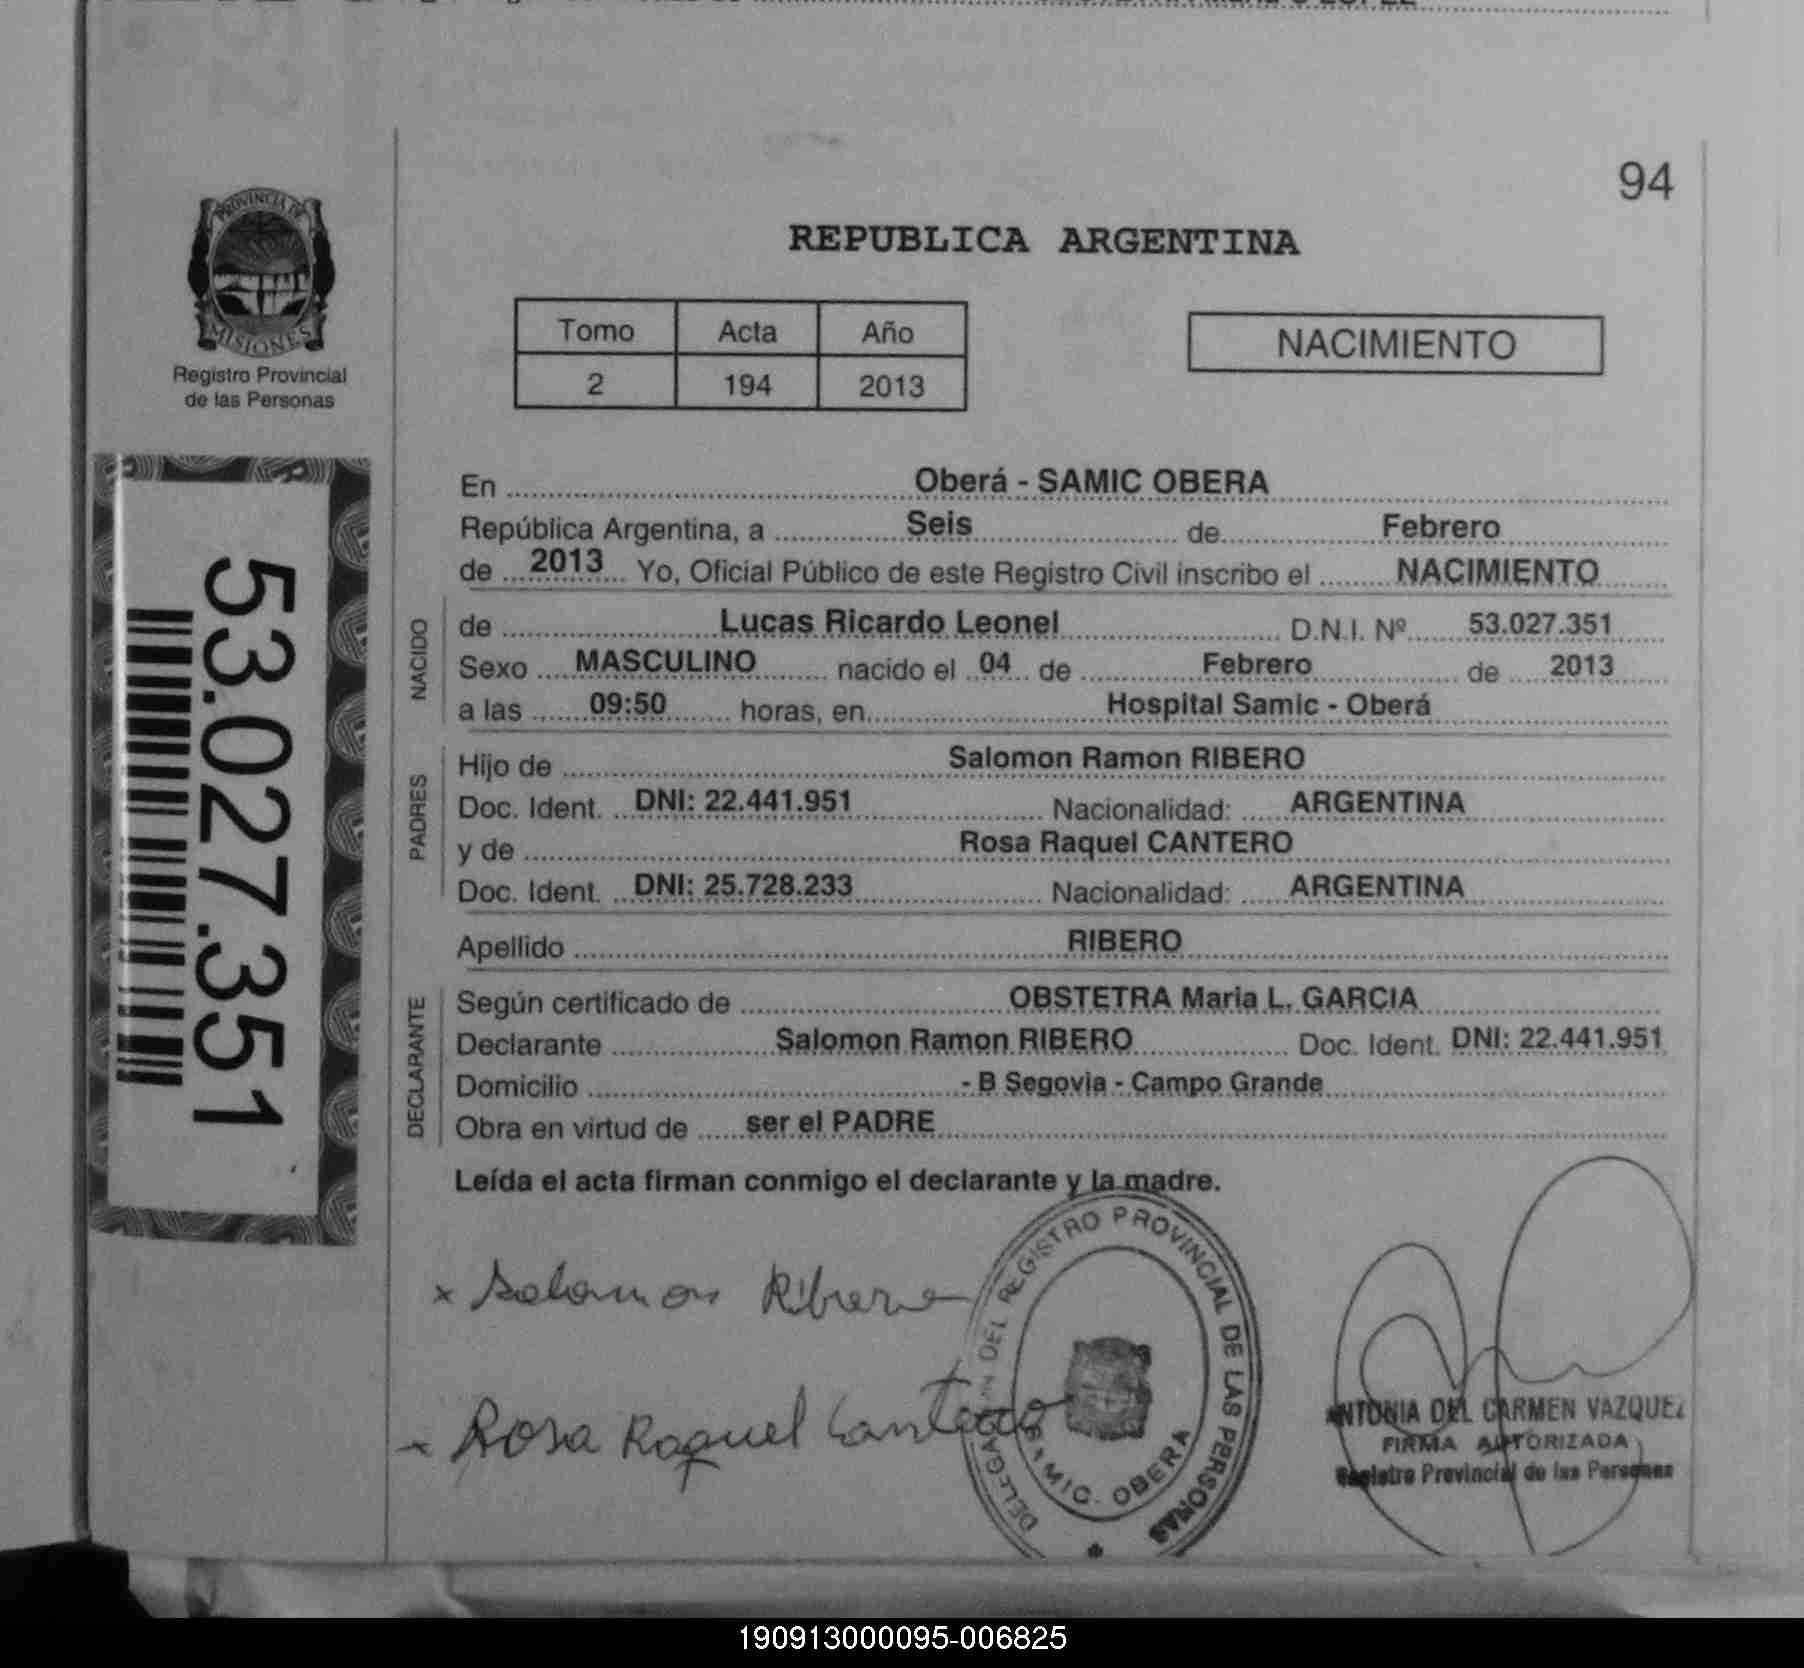 94
PROVINCIA DE
MISIONES
Registro Provincial
de las Personas
REPUBLICA ARGENTINA
Tomo Acta Año
2 194 2013
NACIMIENTO
53.027.351
En Oberá - SAMIC OBERA
República Argentina, a Seis de Febrero
de 2013 Yo, Oficial Público de este Registro Civil inscribo el NACIMIENTO
NACIDO
de Lucas Ricardo Leonel D.N.I. Nº 53.027.351
Sexo MASCULINO nacido el 04 de Febrero de 2013
a las 09:50 horas, en Hospital Samic - Oberá
PADRES
Hijo de Salomon Ramon RIBERO
Doc. Ident. DNI: 22.441.951 Nacionalidad: ARGENTINA
y de Rosa Raquel CANTERO
Doc. Ident. DNI: 25.728.233 Nacionalidad: ARGENTINA
Apellido RIBERO
DECLARANTE
Según certificado de OBSTETRA Maria L. GARCIA
Declarante Salomon Ramon RIBERO Doc. Ident. DNI: 22.441.951
Domicilio - B Segovia - Campo Grande
Obra en virtud de ser el PADRE
Leída el acta firman conmigo el declarante y la madre.
x Salomon Ribero
x Rosa Raquel Cantero
DEL REGISTRO PROVINCIAL DE LAS PERSONAS
OBERA
ANTONIA DEL CARMEN VAZQUEZ
FIRMA AUTORIZADA
Registro Provincial de las Personas
190913000095-006825